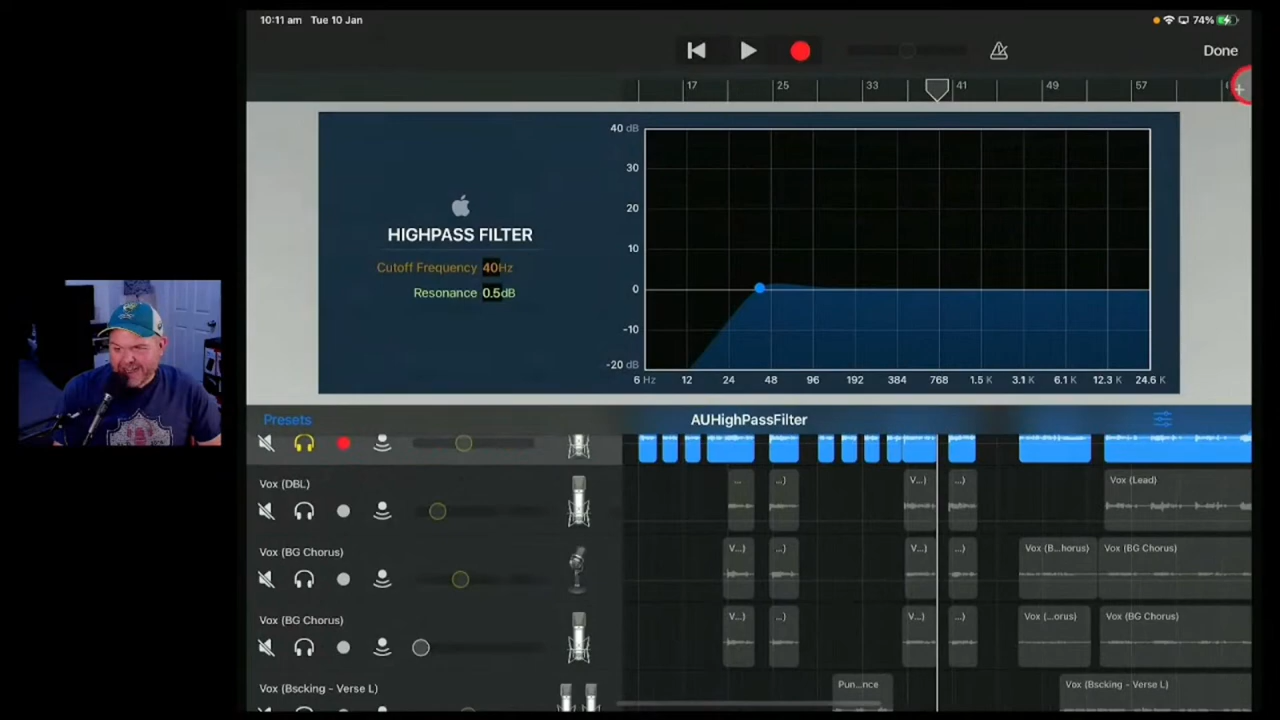 10:11 am Tue 10 Jan
74%
Done
17 25 33 41 49 57
40 dB
30
20
10
0
-10
-20 dB
HIGHPASS FILTER
Cutoff Frequency 40Hz
Resonance 0.5dB
6 Hz 12 24 48 96 192 384 768 1.5 K 3.1 K 6.1 K 12.3 K 24.6 K
Presets
AUHighPassFilter
Vox (DBL)
... ...) V...) ...) Vox (Lead)
Vox (BG Chorus)
V...) ...) V...) ...) Vox (B...horus) Vox (BG Chorus)
Vox (BG Chorus)
V...) ...) V...) ...) Vox (...orus) Vox (BG Chorus)
Vox (Bscking - Verse L)
Pun...nce Vox (Bscking - Verse L)